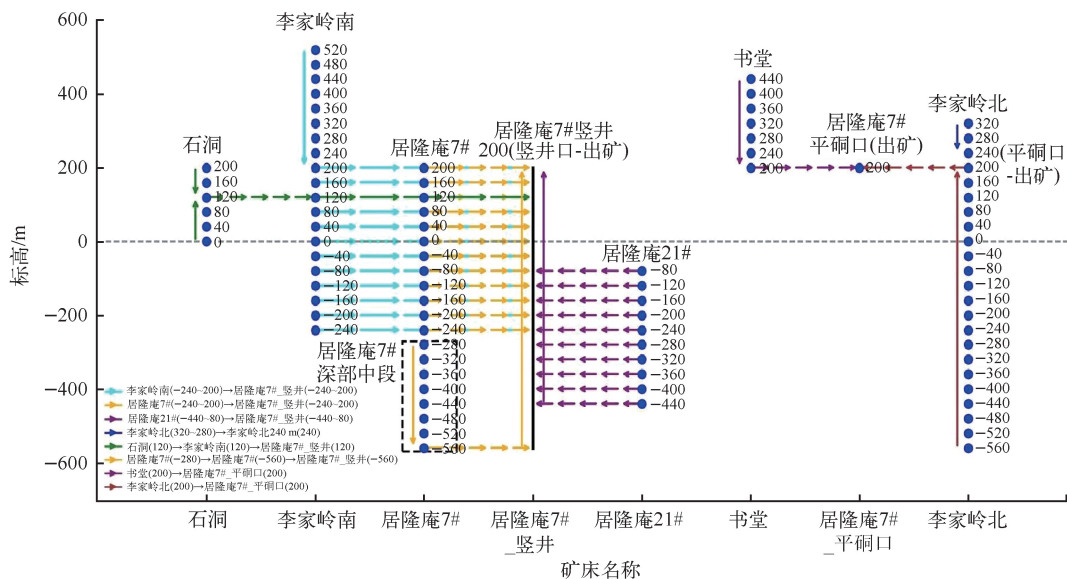 标高/m
600
400
200
0
−200
−400
−600
石洞
200
160
120
80
40
0
李家岭南
520
480
440
400
360
320
280
240
200
160
120
80
40
0
−40
−80
−120
−160
−200
−240
居隆庵7#
200
160
120
80
40
0
−40
−80
−120
−160
−200
−240
−280
−320
−360
−400
−440
−480
−520
−560
居隆庵7#
深部中段
居隆庵7#竖井
200(竖井口-出矿)
居隆庵21#
−80
−120
−160
−200
−240
−280
−320
−360
−400
−440
书堂
440
400
360
320
280
240
200
居隆庵7#
平硐口(出矿)
200
李家岭北
320
280
240
200
160
120
80
40
0
−40
−80
−120
−160
−200
−240
−280
−320
−360
−400
−440
−480
−520
−560
(平硐口
-出矿)
李家岭南(−240~200)→居隆庵7#_竖井(−240~200)
居隆庵7#(−240~200)→居隆庵7#_竖井(−240~200)
居隆庵21#(−440~80)→居隆庵7#_竖井(−440~80)
李家岭北(320~280)→李家岭北240 m(240)
石洞(120)→李家岭南(120)→居隆庵7#_竖井(120)
居隆庵7#(−280)→居隆庵7#(−560)→居隆庵7#_竖井(−560)
书堂(200)→居隆庵7#_平硐口(200)
李家岭北(200)→居隆庵7#_平硐口(200)
石洞
李家岭南
居隆庵7#
居隆庵7#
_竖井
居隆庵21#
书堂
居隆庵7#
_平硐口
李家岭北
矿床名称